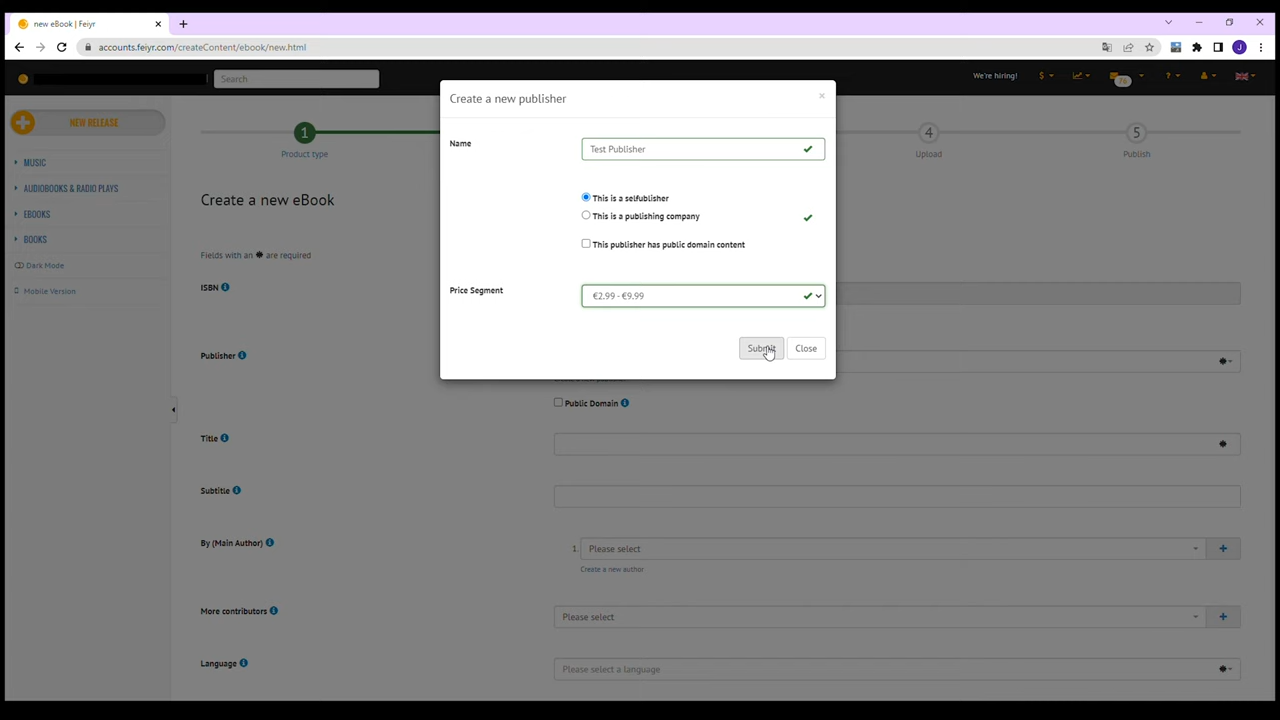 new eBook | Feiyr
accounts.feiyr.com/createContent/ebook/new.html
J
Search
We're hiring!
$
?
NEW RELEASE
MUSIC
AUDIOBOOKS & RADIO PLAYS
EBOOKS
BOOKS
Dark Mode
Mobile Version
1
Product type
4
Upload
5
Publish
Create a new eBook
Fields with an ✱ are required
ISBN
Publisher
Public Domain
Title
Subtitle
By (Main Author)
1.
Please select
Create a new author
More contributors
Please select
Language
Please select a language
Create a new publisher
×
Name
Test Publisher
This is a selfublisher
This is a publishing company
This publisher has public domain content
Price Segment
€2,99 - €9,99
Submit
Close